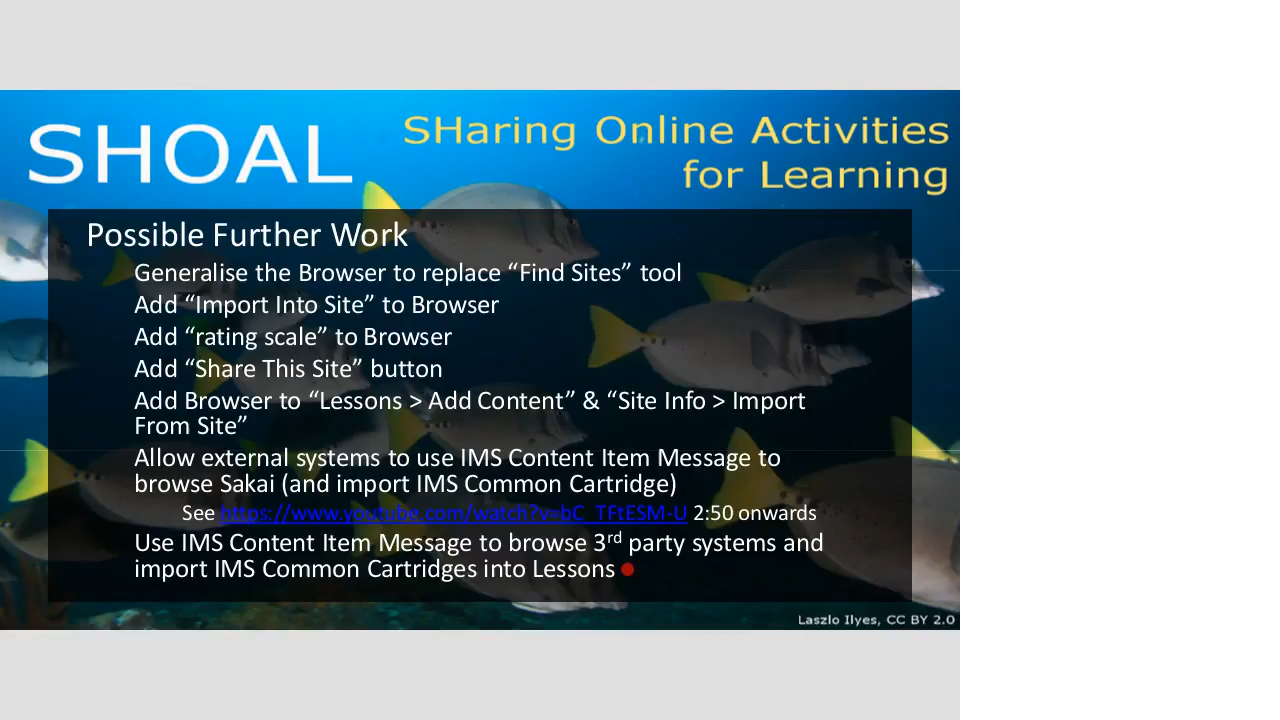 SHOAL
SHaring Online Activities
for Learning
Possible Further Work
Generalise the Browser to replace “Find Sites” tool
Add “Import Into Site” to Browser
Add “rating scale” to Browser
Add “Share This Site” button
Add Browser to “Lessons > Add Content” & “Site Info > Import
From Site”
Allow external systems to use IMS Content Item Message to
browse Sakai (and import IMS Common Cartridge)
See https://www.youtube.com/watch?v=bC_TFtESM-U 2:50 onwards
Use IMS Content Item Message to browse 3rd party systems and
import IMS Common Cartridges into Lessons
Laszlo Ilyes, CC BY 2.0